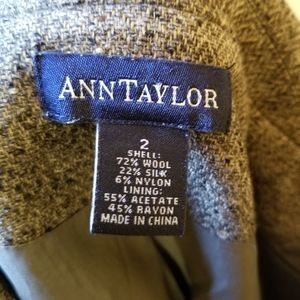 ANNTAYLOR
2
SHELL:
72% WOOL
22% SILK
6% NYLON
LINING:
55% ACETATE
45% RAYON
MADE IN CHINA